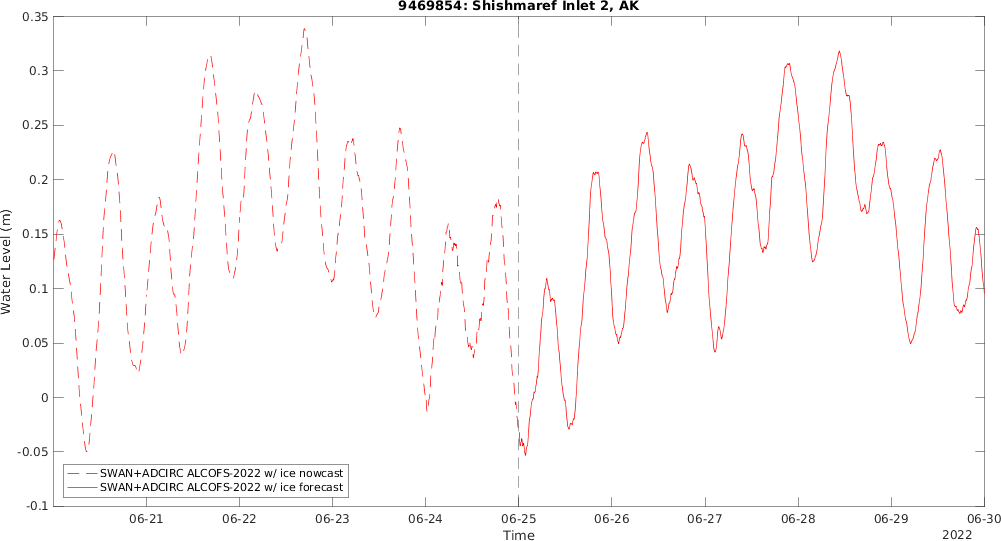 9469854: Shishmaref Inlet 2, AK
0.35
0.3
0.25
0.2
0.15
0.1
0.05
0
-0.05
-0.1
Water Level (m)
SWAN+ADCIRC ALCOFS-2022 w/ ice nowcast
SWAN+ADCIRC ALCOFS-2022 w/ ice forecast
06-21 06-22 06-23 06-24 06-25 06-26 06-27 06-28 06-29 06-30
Time
2022